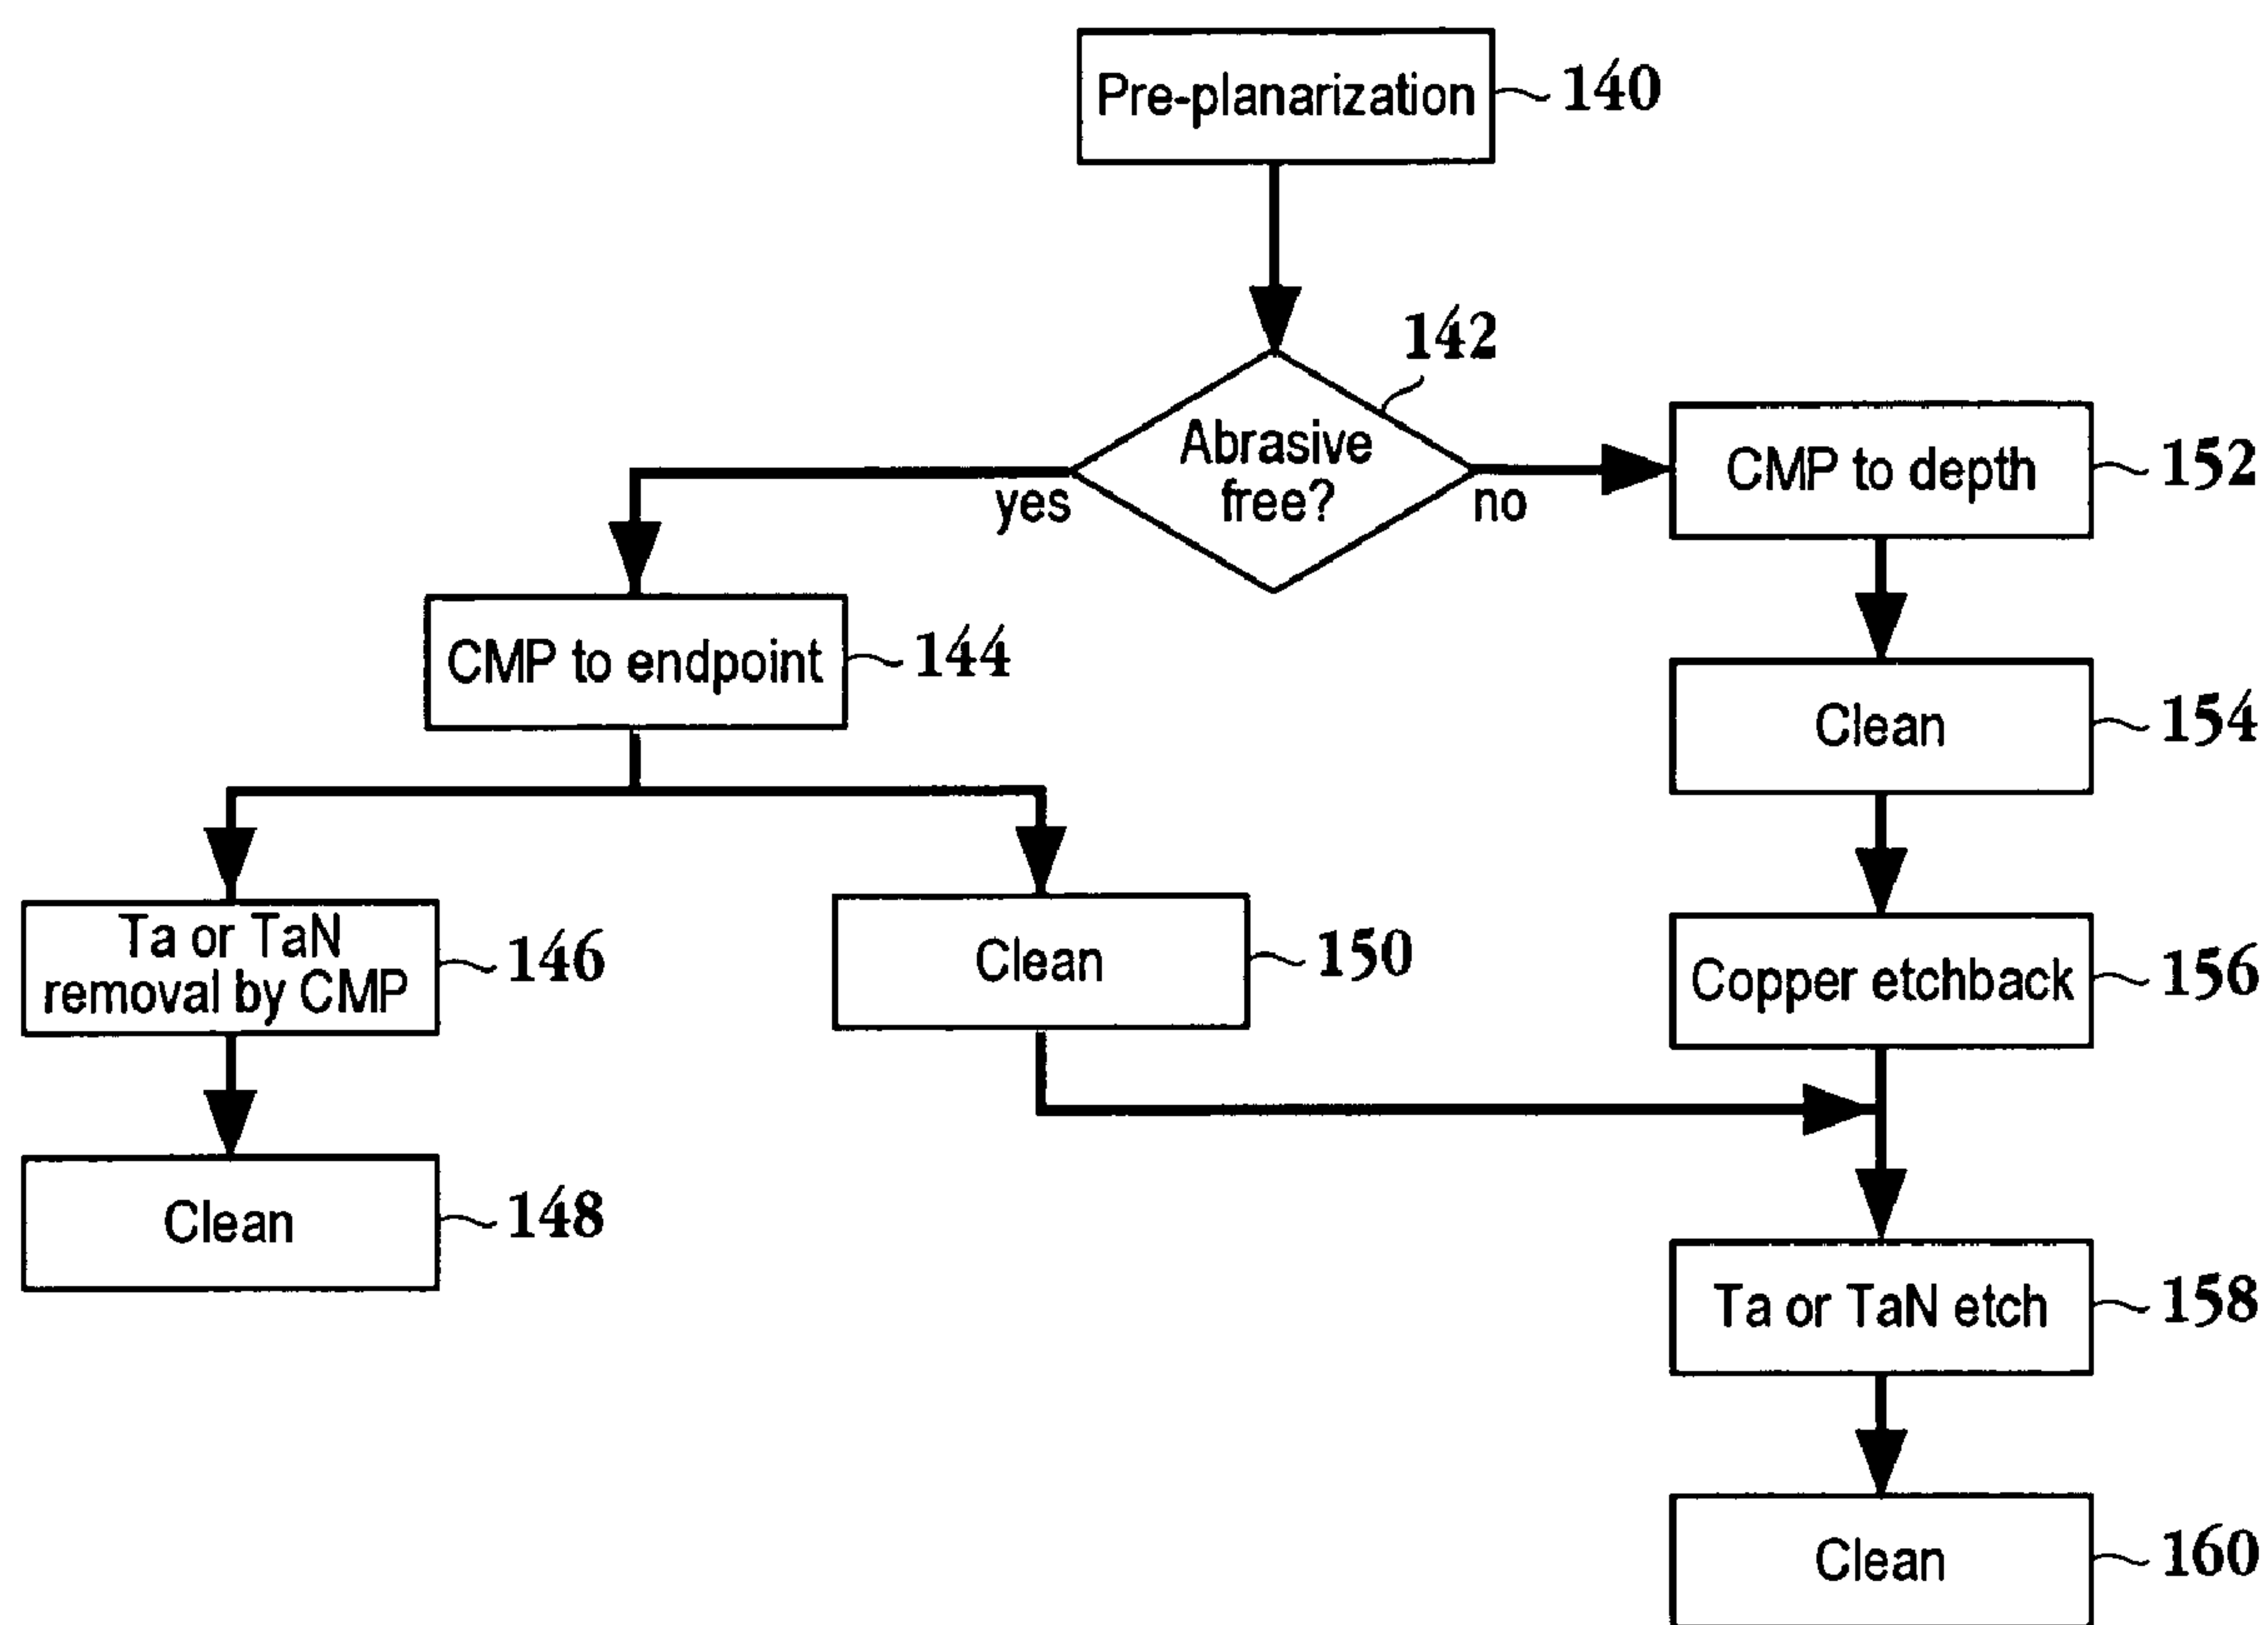 Pre-planarization
140
142
Abrasive
free?
yes
no
CMP to depth
152
CMP to endpoint
144
Clean
154
Ta or TaN
removal by CMP
146
Clean
150
Copper etchback
156
Clean
148
Ta or TaN etch
158
Clean
160